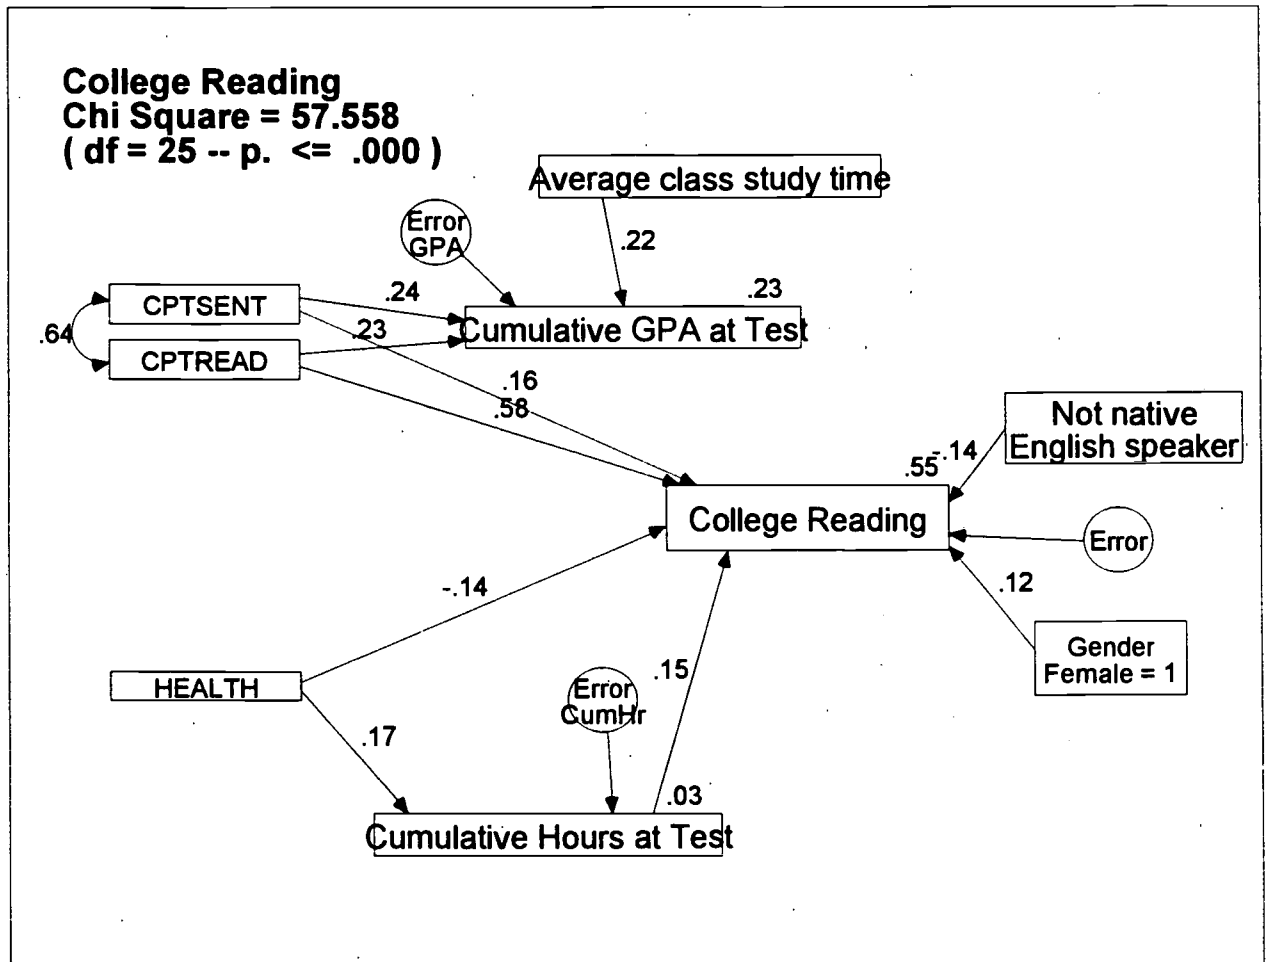 College Reading
Chi Square = 57.558
( df = 25 -- p. <= .000 )
Average class study time
Error
GPA
.22
CPTSENT
.24
.23
Cumulative GPA at Test
.64
.23
CPTREAD
.16
.58
Not native
English speaker
.55
-.14
College Reading
Error
-.14
.12
Gender
Female = 1
HEALTH
.15
Error
CumHr
.17
.03
Cumulative Hours at Test